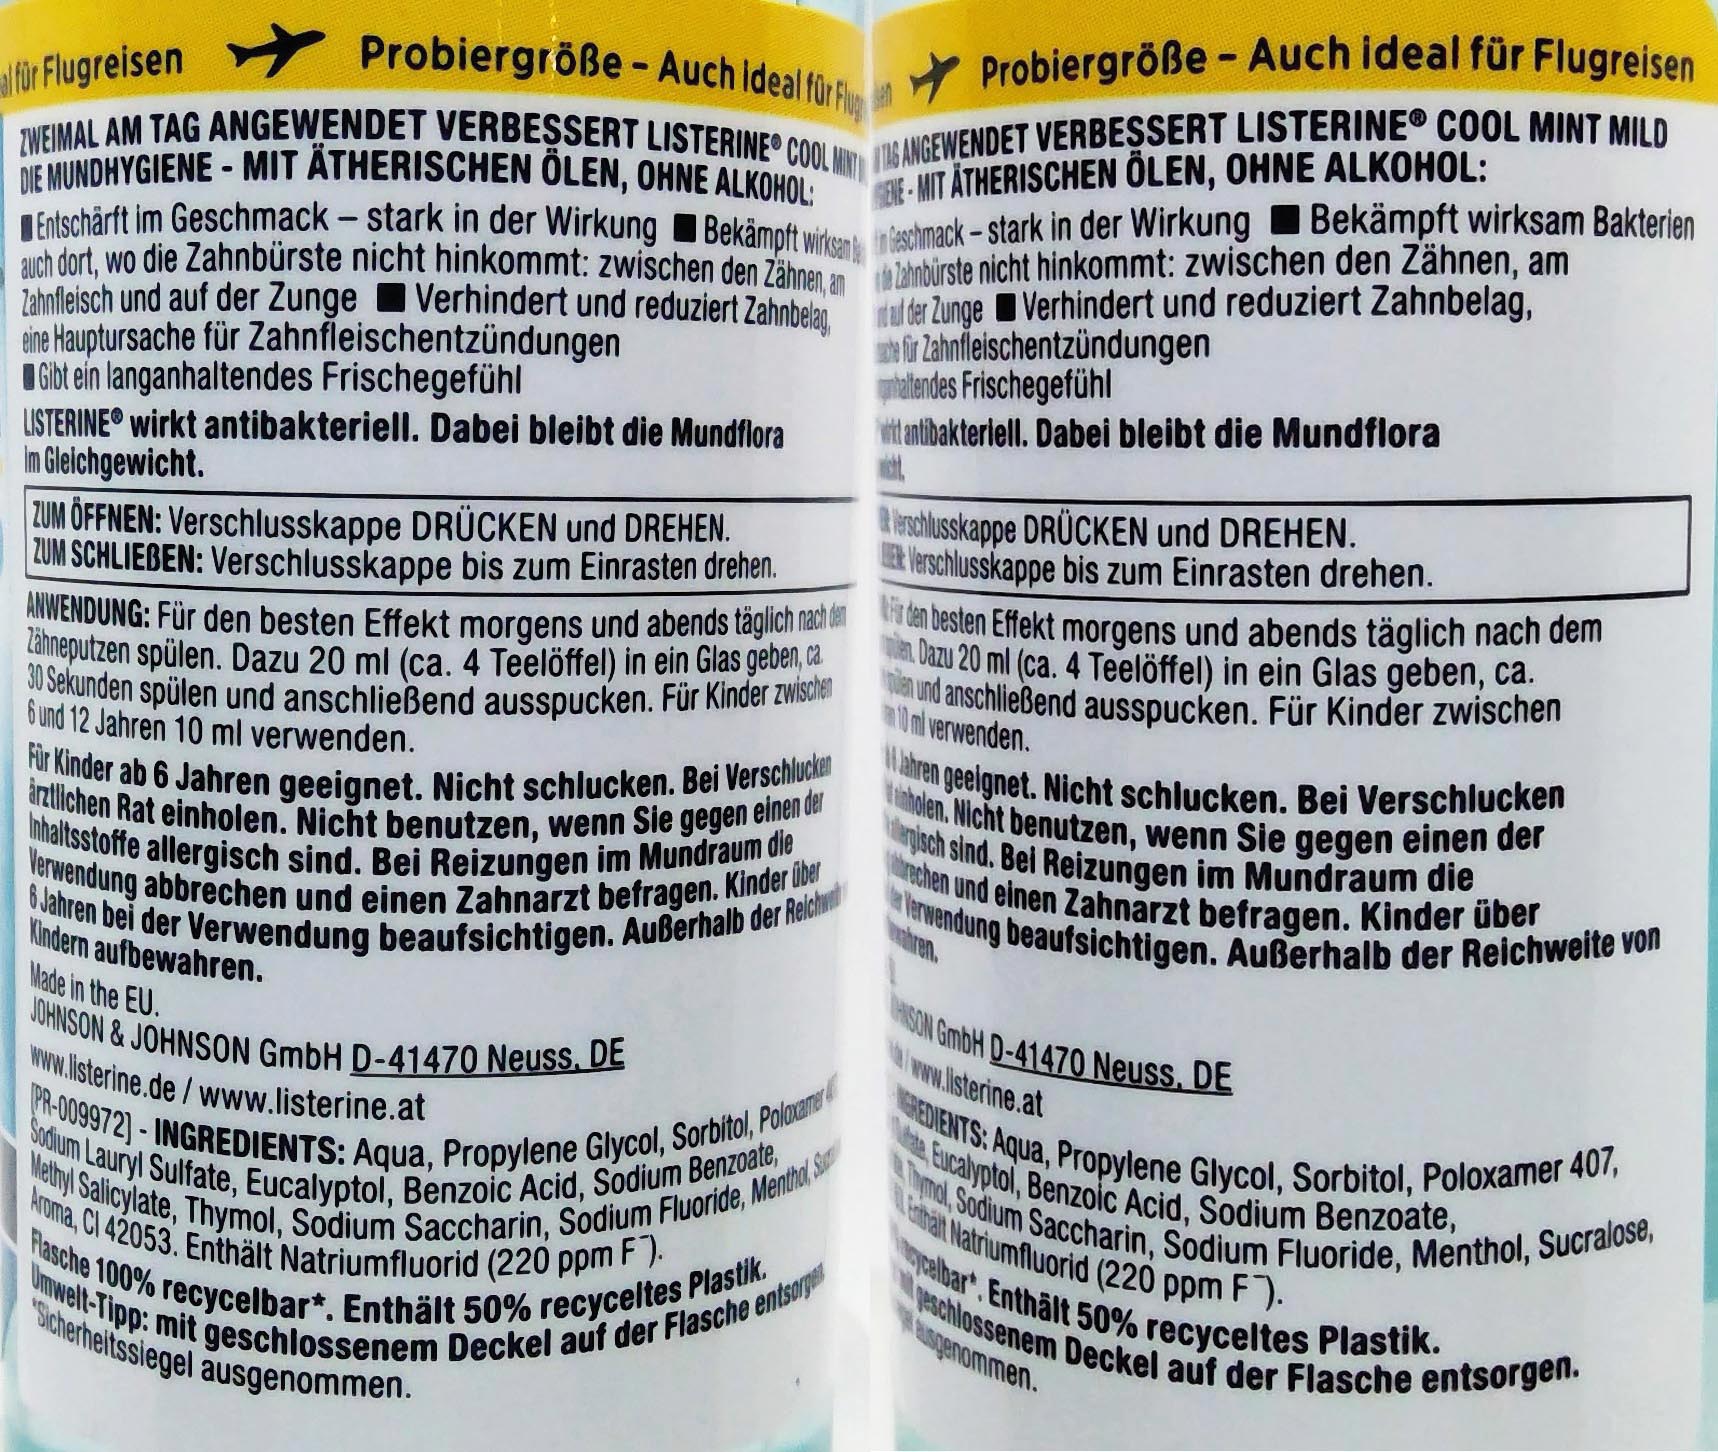 al für Flugreisen Probiergröße – Auch ideal für Flug
ZWEIMAL AM TAG ANGEWENDET VERBESSERT LISTERINE® COOL MINT
DIE MUNDHYGIENE - MIT ÄTHERISCHEN ÖLEN, OHNE ALKOHOL:
■ Entschärft im Geschmack – stark in der Wirkung ■ Bekämpft wirksam
auch dort, wo die Zahnbürste nicht hinkommt: zwischen den Zähnen, am
Zahnfleisch und auf der Zunge ■ Verhindert und reduziert Zahnbelag,
eine Hauptursache für Zahnfleischentzündungen
■ Gibt ein langanhaltendes Frischegefühl
LISTERINE® wirkt antibakteriell. Dabei bleibt die Mundflora
im Gleichgewicht.
ZUM ÖFFNEN: Verschlusskappe DRÜCKEN und DREHEN.
ZUM SCHLIEßEN: Verschlusskappe bis zum Einrasten drehen.
ANWENDUNG: Für den besten Effekt morgens und abends täglich nach dem
Zähneputzen spülen. Dazu 20 ml (ca. 4 Teelöffel) in ein Glas geben, ca.
30 Sekunden spülen und anschließend ausspucken. Für Kinder zwischen
6 und 12 Jahren 10 ml verwenden.
Für Kinder ab 6 Jahren geeignet. Nicht schlucken. Bei Verschlucken
ärztlichen Rat einholen. Nicht benutzen, wenn Sie gegen einen der
Inhaltsstoffe allergisch sind. Bei Reizungen im Mundraum die
Verwendung abbrechen und einen Zahnarzt befragen. Kinder über
6 Jahren bei der Verwendung beaufsichtigen. Außerhalb der Reichwei
Kindern aufbewahren.
Made in the EU.
JOHNSON & JOHNSON GmbH D-41470 Neuss, DE
www.listerine.de / www.listerine.at
[PR-009972] - INGREDIENTS: Aqua, Propylene Glycol, Sorbitol, Poloxamer
Sodium Lauryl Sulfate, Eucalyptol, Benzoic Acid, Sodium Benzoate,
Methyl Salicylate, Thymol, Sodium Saccharin, Sodium Fluoride, Menthol,
Aroma, CI 42053. Enthält Natriumfluorid (220 ppm F⁻).
Flasche 100% recycelbar*. Enthält 50% recyceltes Plastik.
Umwelt-Tipp: mit geschlossenem Deckel auf der Flasche entsorgen
*Sicherheitssiegel ausgenommen.
Probiergröße – Auch ideal für Flugreisen
TAG ANGEWENDET VERBESSERT LISTERINE® COOL MINT MILD
- MIT ÄTHERISCHEN ÖLEN, OHNE ALKOHOL:
Geschmack – stark in der Wirkung ■ Bekämpft wirksam Bakterien
Zahnbürste nicht hinkommt: zwischen den Zähnen, am
auf der Zunge ■ Verhindert und reduziert Zahnbelag,
für Zahnfleischentzündungen
Frischegefühl
antibakteriell. Dabei bleibt die Mundflora
Verschlusskappe DRÜCKEN und DREHEN.
Verschlusskappe bis zum Einrasten drehen.
Für den besten Effekt morgens und abends täglich nach dem
Dazu 20 ml (ca. 4 Teelöffel) in ein Glas geben, ca.
und anschließend ausspucken. Für Kinder zwischen
10 ml verwenden.
6 Jahren geeignet. Nicht schlucken. Bei Verschlucken
Nicht benutzen, wenn Sie gegen einen der
sind. Bei Reizungen im Mundraum die
und einen Zahnarzt befragen. Kinder über
Verwendung beaufsichtigen. Außerhalb der Reichweite von
GmbH D-41470 Neuss, DE
/ www.listerine.at
INGREDIENTS: Aqua, Propylene Glycol, Sorbitol, Poloxamer 407,
Eucalyptol, Benzoic Acid, Sodium Benzoate,
Thymol, Sodium Saccharin, Sodium Fluoride, Menthol, Sucralose,
Enthält Natriumfluorid (220 ppm F⁻).
recycelbar*. Enthält 50% recyceltes Plastik.
geschlossenem Deckel auf der Flasche entsorgen.
ausgenommen.